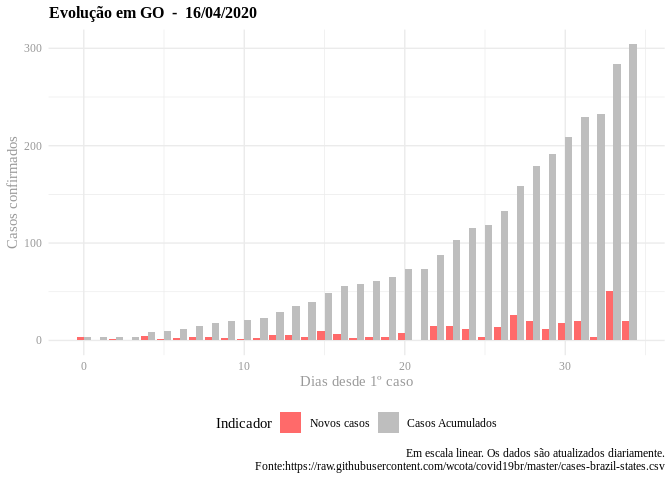 Evolução em GO - 16/04/2020
Casos confirmados
300
200
100
0
0 10 20 30
Dias desde 1º caso
Indicador Novos casos Casos Acumulados
Em escala linear. Os dados são atualizados diariamente.
Fonte:https://raw.githubusercontent.com/wcota/covid19br/master/cases-brazil-states.csv